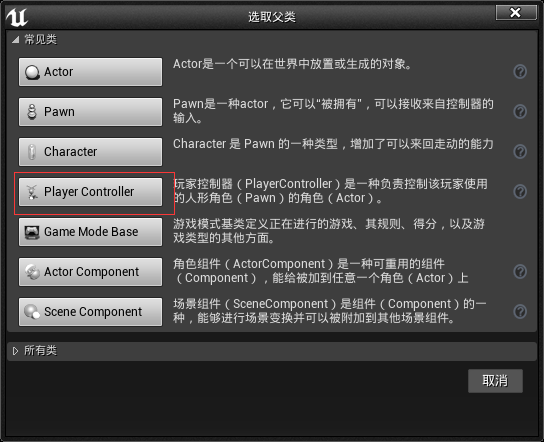 选取父类
常见类
Actor
Actor是一个可以在世界中放置或生成的对象。
Pawn
Pawn是一种actor，它可以“被拥有”，可以接收来自控制器的
输入。
Character
Character 是 Pawn 的一种类型，增加了可以来回走动的能力
Player Controller
玩家控制器（PlayerController）是一种负责控制该玩家使用
的人形角色（Pawn）的角色（Actor）。
Game Mode Base
游戏模式基类定义正在进行的游戏、其规则、得分，以及游
戏类型的其他方面。
Actor Component
角色组件（ActorComponent）是一种可重用的组件
（Component），能给被加到任意一个角色（Actor）上
Scene Component
场景组件（SceneComponent）是组件（Component）的一
种，能够进行场景变换并可以被附加到其他场景组件。
所有类
取消